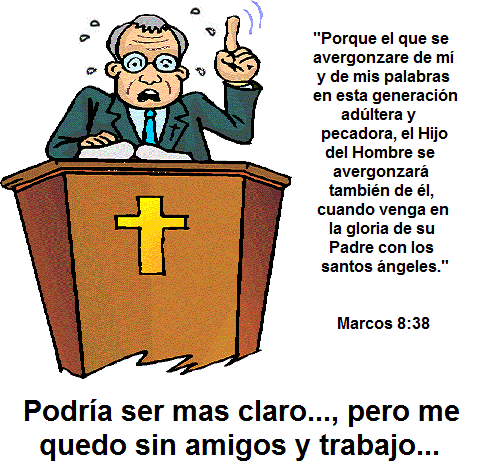 "Porque el que se
avergonzare de mí
y de mis palabras
en esta generación
adúltera y
pecadora, el Hijo
del Hombre se
avergonzará
también de él,
cuando venga en
la gloria de su
Padre con los
santos ángeles."
Marcos 8:38
Podría ser mas claro..., pero me
quedo sin amigos y trabajo...